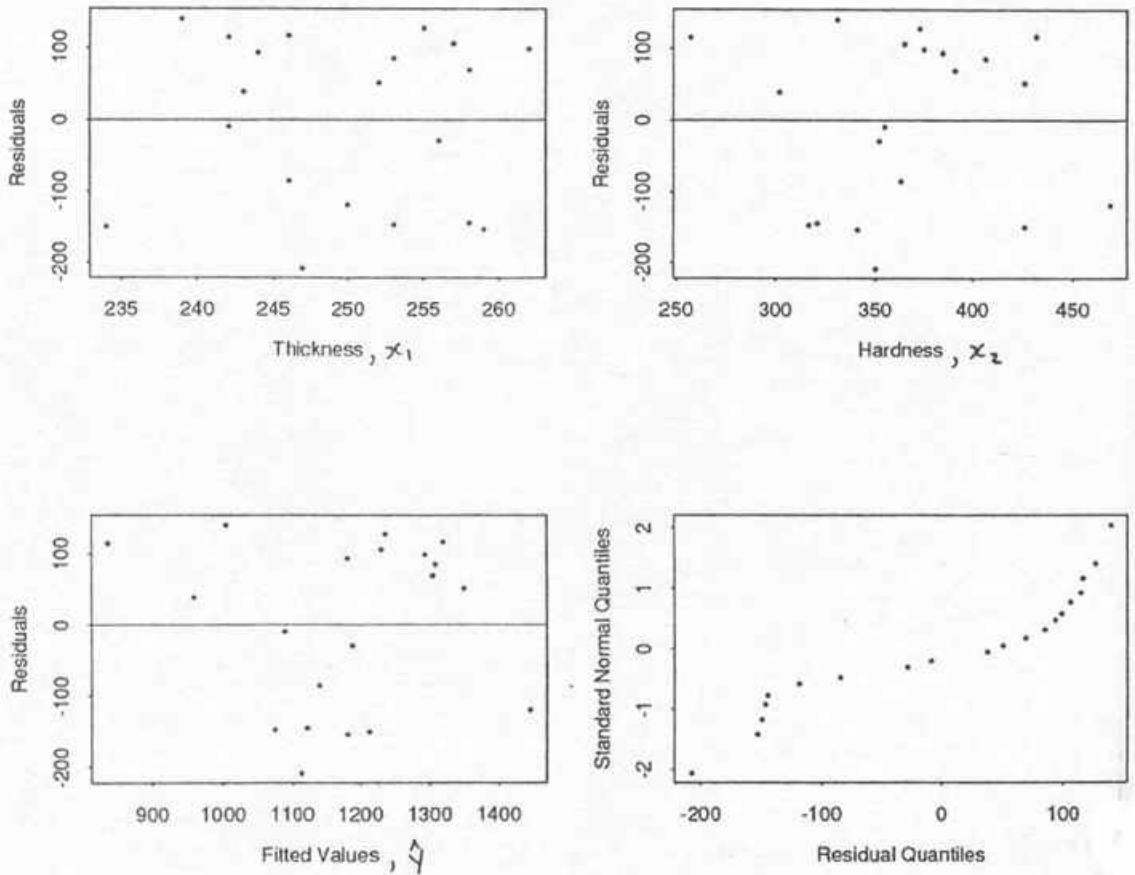 Residuals
-200 -100 0 100
235 240 245 250 255 260
Thickness , x₁
Residuals
-200 -100 0 100
250 300 350 400 450
Hardness , x₂
Residuals
-200 -100 0 100
900 1000 1100 1200 1300 1400
Fitted Values , ŷ
Standard Normal Quantiles
-2 -1 0 1 2
-200 -100 0 100
Residual Quantiles